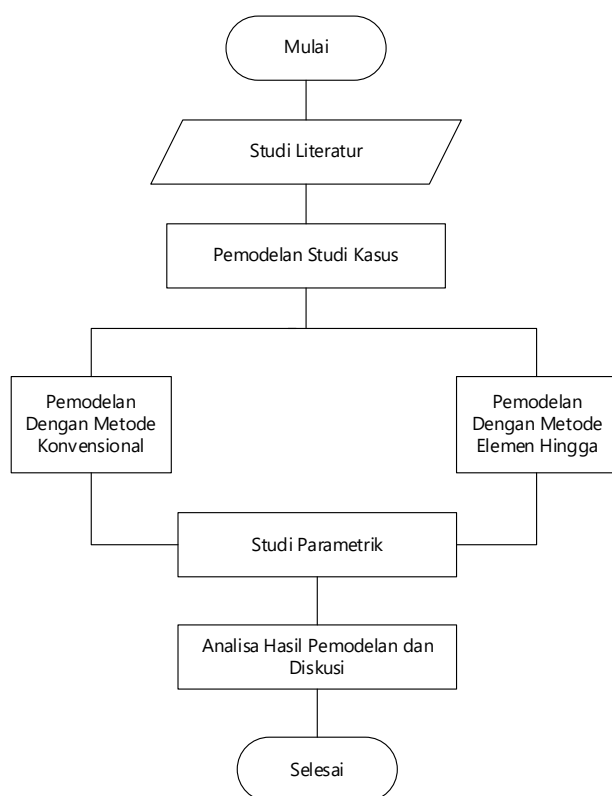 Mulai
Studi Literatur
Pemodelan Studi Kasus
Pemodelan
Dengan Metode
Konvensional
Pemodelan
Dengan Metode
Elemen Hingga
Studi Parametrik
Analisa Hasil Pemodelan dan
Diskusi
Selesai